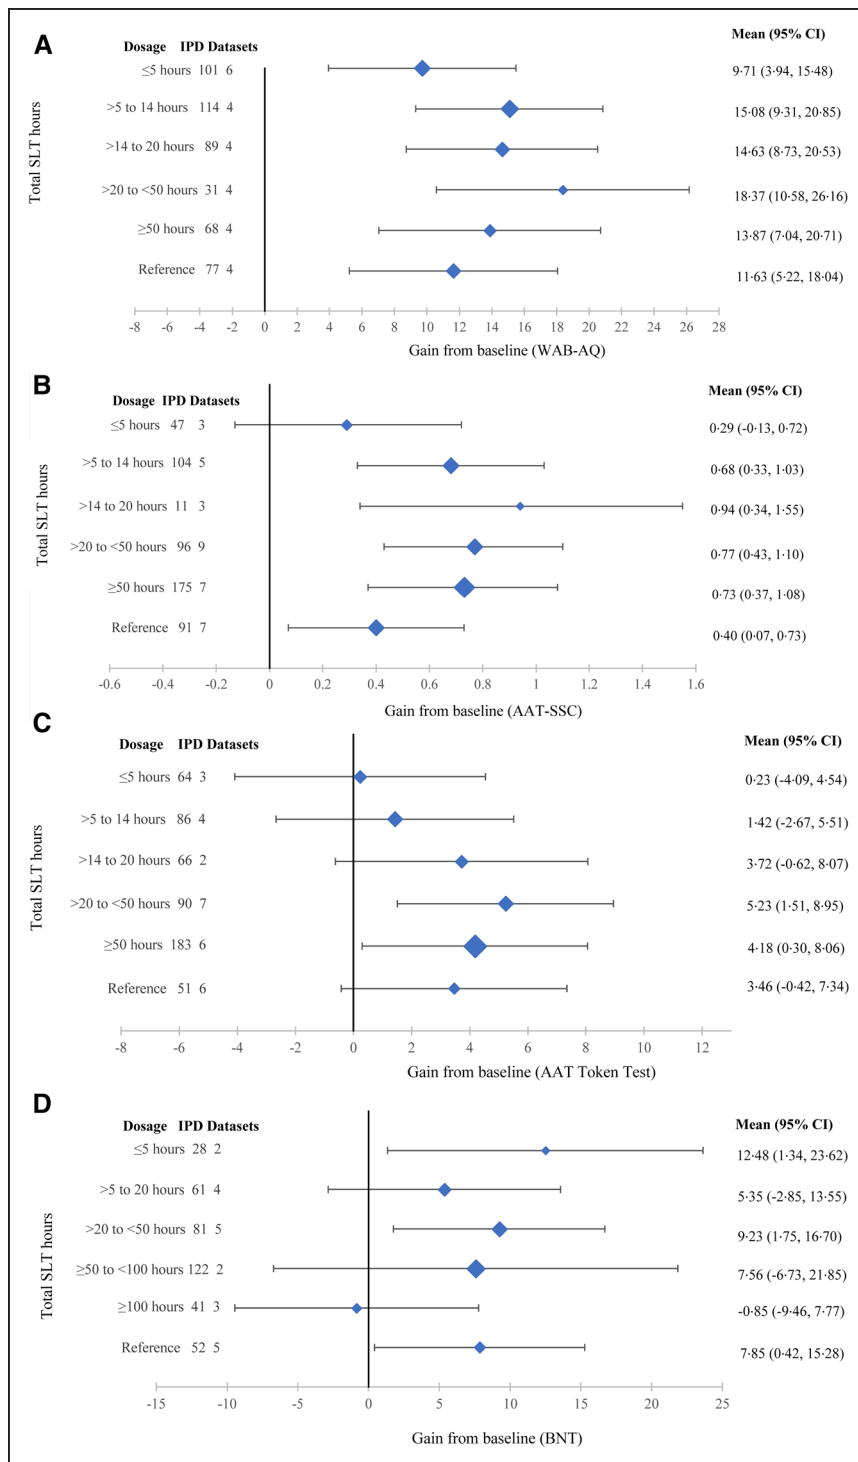 A
Mean (95% CI)
Dosage IPD Datasets
≤5 hours 101 6 9·71 (3·94, 15·48)
>5 to 14 hours 114 4 15·08 (9·31, 20·85)
>14 to 20 hours 89 4 14·63 (8·73, 20·53)
>20 to <50 hours 31 4 18·37 (10·58, 26·16)
≥50 hours 68 4 13·87 (7·04, 20·71)
Reference 77 4 11·63 (5·22, 18·04)
Total SLT hours
-8 -6 -4 -2 0 2 4 6 8 10 12 14 16 18 20 22 24 26 28
Gain from baseline (WAB-AQ)
B
Mean (95% CI)
Dosage IPD Datasets
≤5 hours 47 3 0·29 (-0·13, 0·72)
>5 to 14 hours 104 5 0·68 (0·33, 1·03)
>14 to 20 hours 11 3 0·94 (0·34, 1·55)
>20 to <50 hours 96 9 0·77 (0·43, 1·10)
≥50 hours 175 7 0·73 (0·37, 1·08)
Reference 91 7 0·40 (0·07, 0·73)
Total SLT hours
-0.6 -0.4 -0.2 0 0.2 0.4 0.6 0.8 1 1.2 1.4 1.6
Gain from baseline (AAT-SSC)
C
Dosage IPD Datasets Mean (95% CI)
≤5 hours 64 3 0·23 (-4·09, 4·54)
>5 to 14 hours 86 4 1·42 (-2·67, 5·51)
>14 to 20 hours 66 2 3·72 (-0·62, 8·07)
>20 to <50 hours 90 7 5·23 (1·51, 8·95)
≥50 hours 183 6 4·18 (0·30, 8·06)
Reference 51 6 3·46 (-0·42, 7·34)
Total SLT hours
-8 -6 -4 -2 0 2 4 6 8 10 12
Gain from baseline (AAT Token Test)
D
Dosage IPD Datasets Mean (95% CI)
≤5 hours 28 2 12·48 (1·34, 23·62)
>5 to 20 hours 61 4 5·35 (-2·85, 13·55)
>20 to <50 hours 81 5 9·23 (1·75, 16·70)
≥50 to <100 hours 122 2 7·56 (-6·73, 21·85)
≥100 hours 41 3 -0·85 (-9·46, 7·77)
Reference 52 5 7·85 (0·42, 15·28)
Total SLT hours
-15 -10 -5 0 5 10 15 20 25
Gain from baseline (BNT)